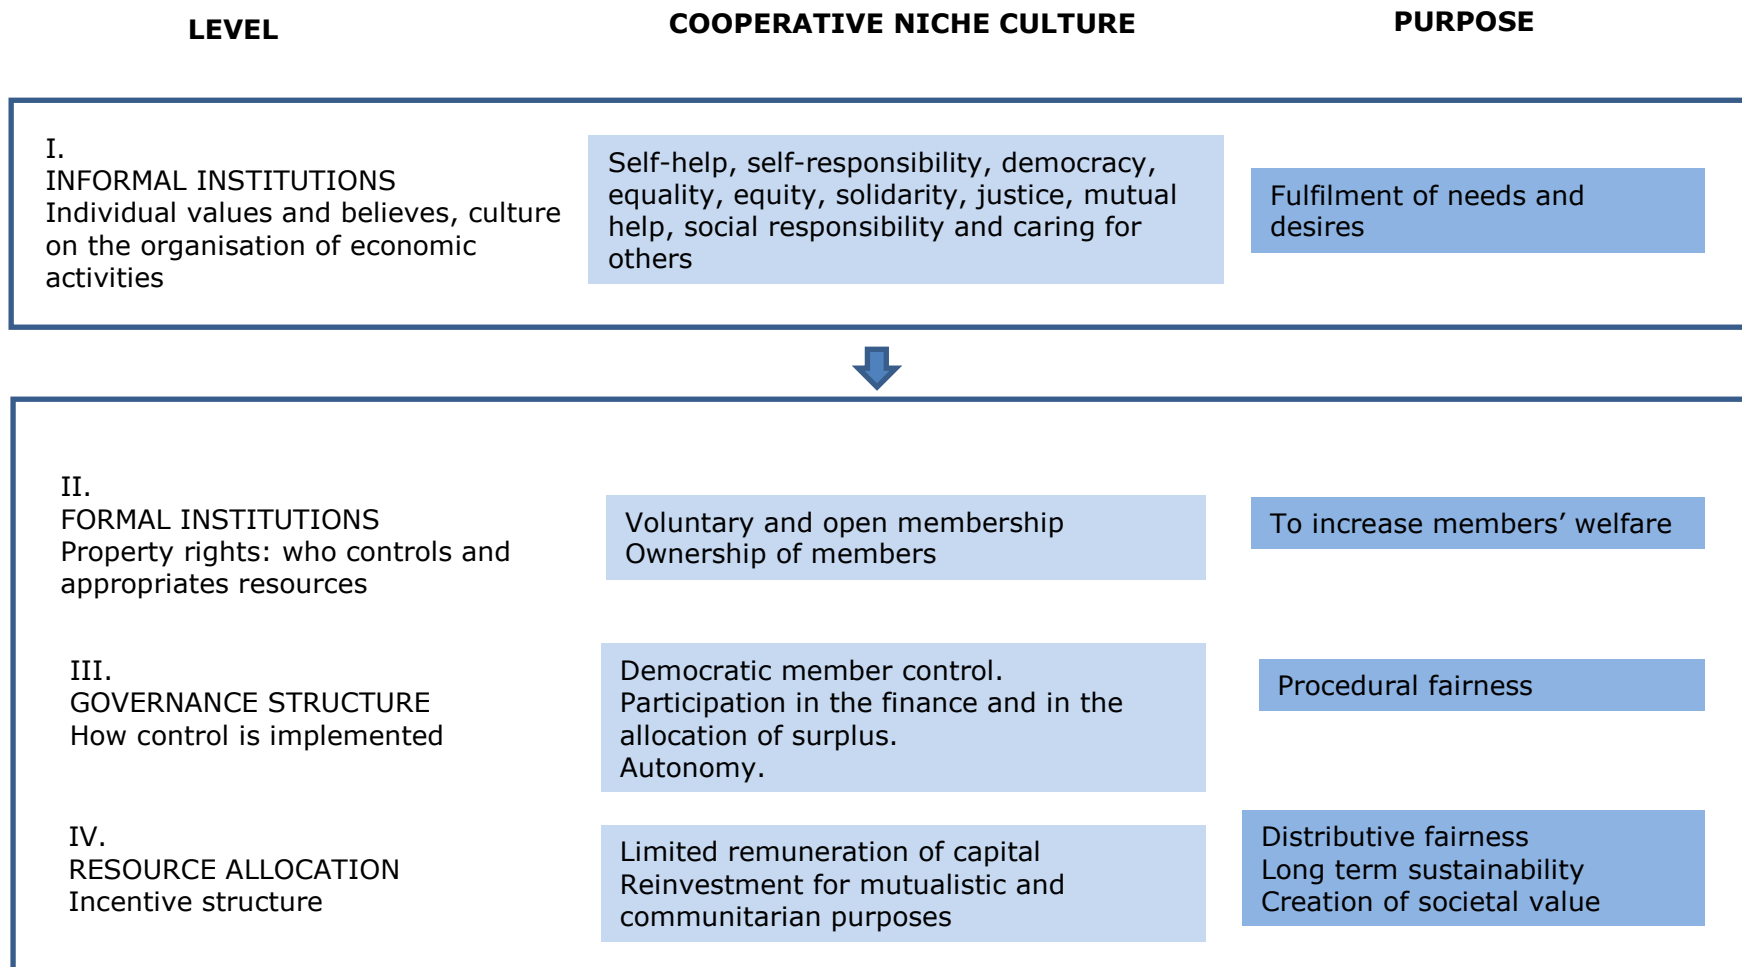 LEVEL
COOPERATIVE NICHE CULTURE
PURPOSE
I.
INFORMAL INSTITUTIONS
Individual values and believes, culture
on the organisation of economic
activities
Self-help, self-responsibility, democracy,
equality, equity, solidarity, justice, mutual
help, social responsibility and caring for
others
Fulfilment of needs and
desires
II.
FORMAL INSTITUTIONS
Property rights: who controls and
appropriates resources
Voluntary and open membership
Ownership of members
To increase members’ welfare
III.
GOVERNANCE STRUCTURE
How control is implemented
Democratic member control.
Participation in the finance and in the
allocation of surplus.
Autonomy.
Procedural fairness
IV.
RESOURCE ALLOCATION
Incentive structure
Limited remuneration of capital
Reinvestment for mutualistic and
communitarian purposes
Distributive fairness
Long term sustainability
Creation of societal value